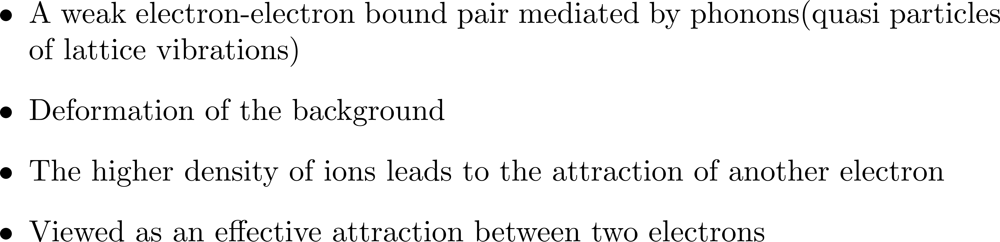 • A weak electron-electron bound pair mediated by phonons(quasi particles
of lattice vibrations)
• Deformation of the background
• The higher density of ions leads to the attraction of another electron
• Viewed as an effective attraction between two electrons